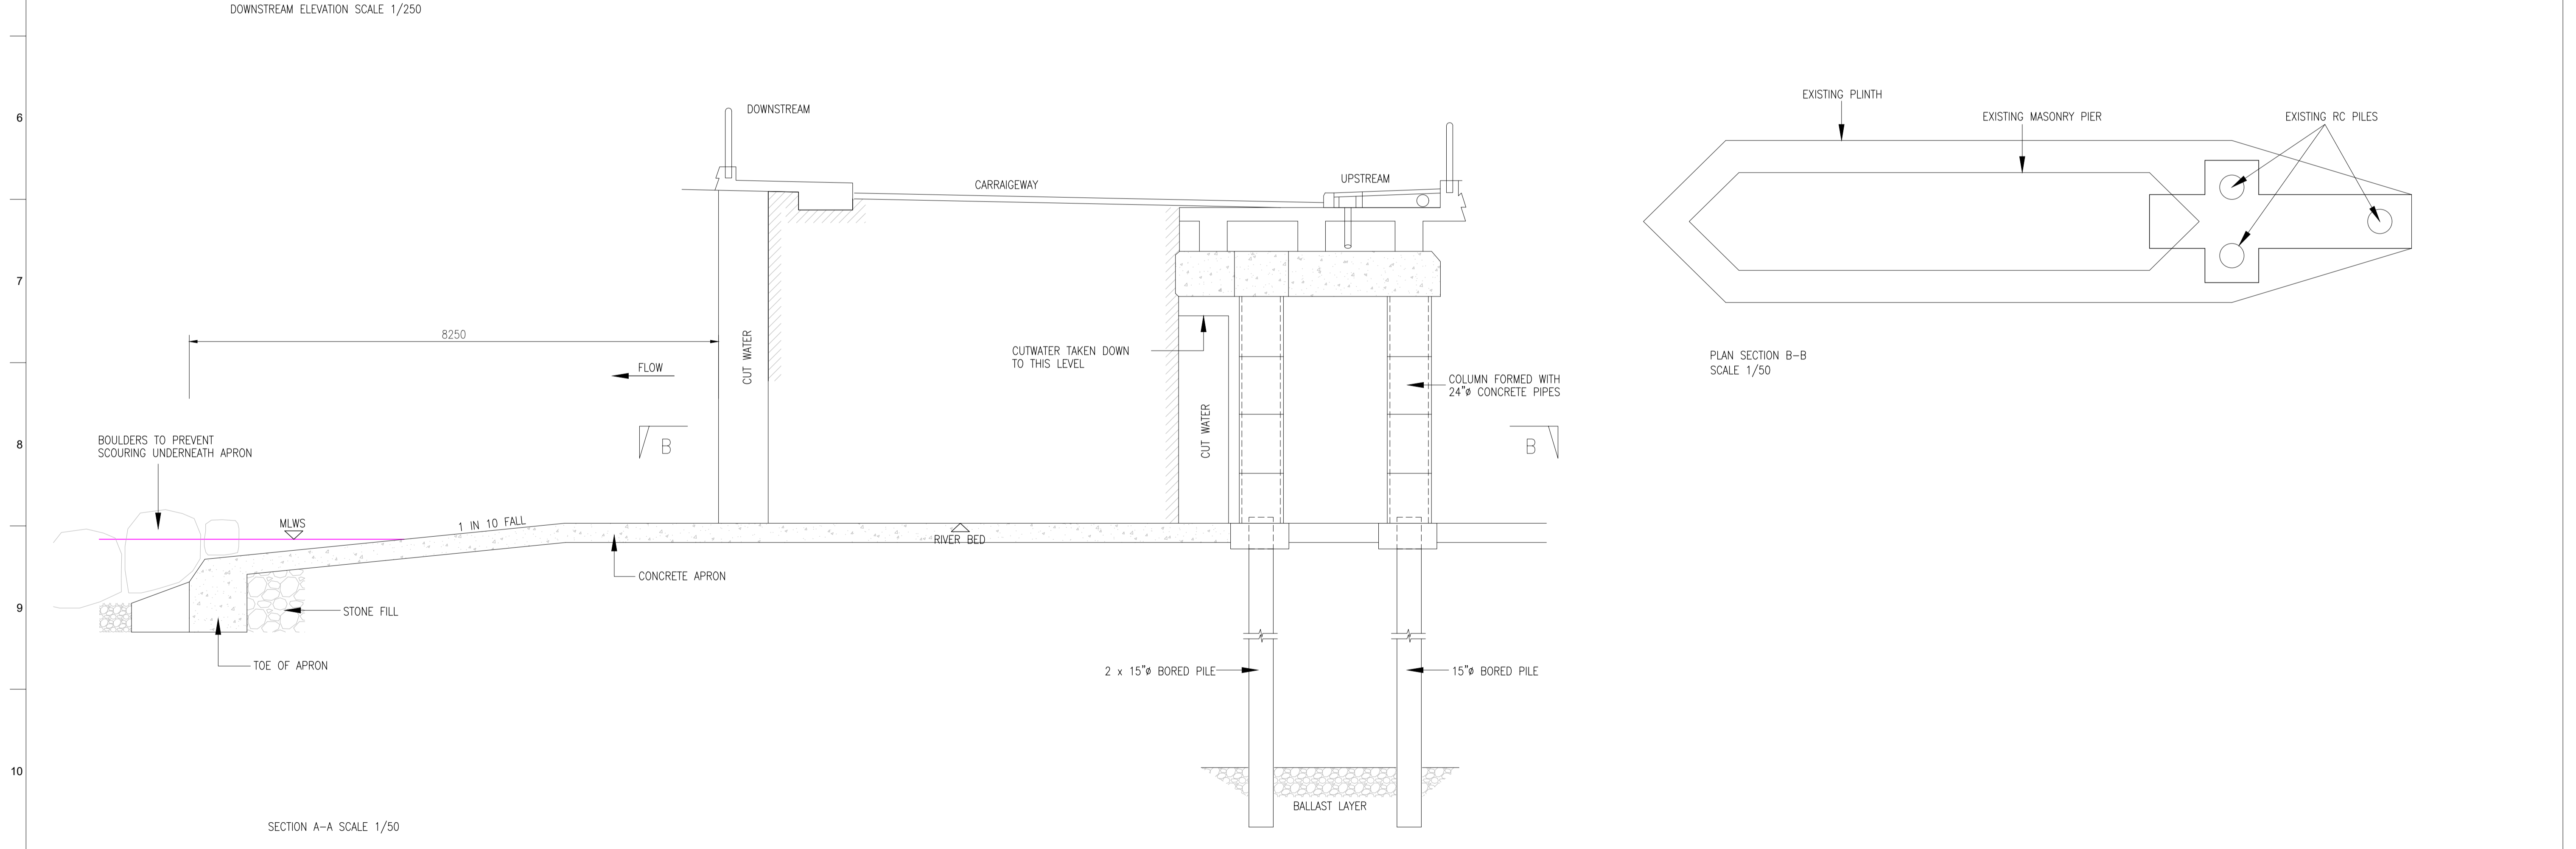 DOWNSTREAM ELEVATION SCALE 1/250
6
7
8
9
10
DOWNSTREAM
CARRAIGEWAY
UPSTREAM
8250
FLOW
CUT WATER
CUTWATER TAKEN DOWN
TO THIS LEVEL
CUT WATER
COLUMN FORMED WITH
24"ø CONCRETE PIPES
B
B
BOULDERS TO PREVENT
SCOURING UNDERNEATH APRON
MLWS
1 IN 10 FALL
RIVER BED
CONCRETE APRON
STONE FILL
TOE OF APRON
2 x 15"ø BORED PILE
15"ø BORED PILE
BALLAST LAYER
SECTION A-A SCALE 1/50
EXISTING PLINTH
EXISTING MASONRY PIER
EXISTING RC PILES
PLAN SECTION B-B
SCALE 1/50